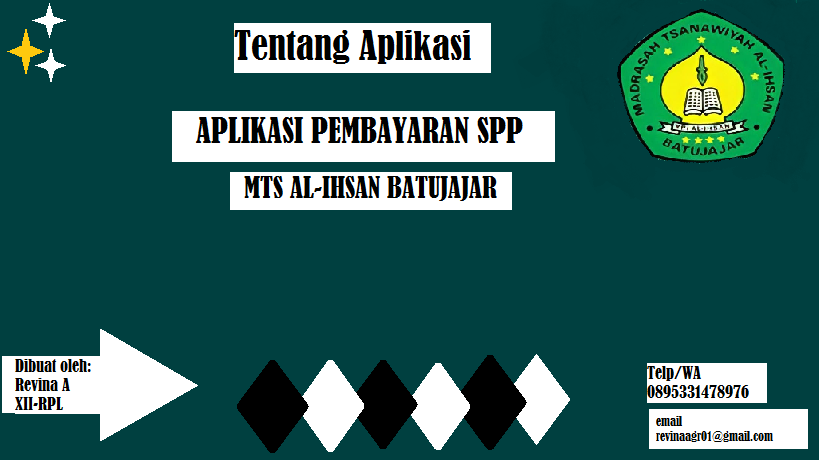 Tentang Aplikasi
APLIKASI PEMBAYARAN SPP
MTS AL-IHSAN BATUJAJAR
MADRASAH TSANAWIYAH AL-IHSAN
BATUJAJAR
Dibuat oleh:
Revina A
XII-RPL
Telp/WA
0895331478976
email
revinaagr01@gmail.com